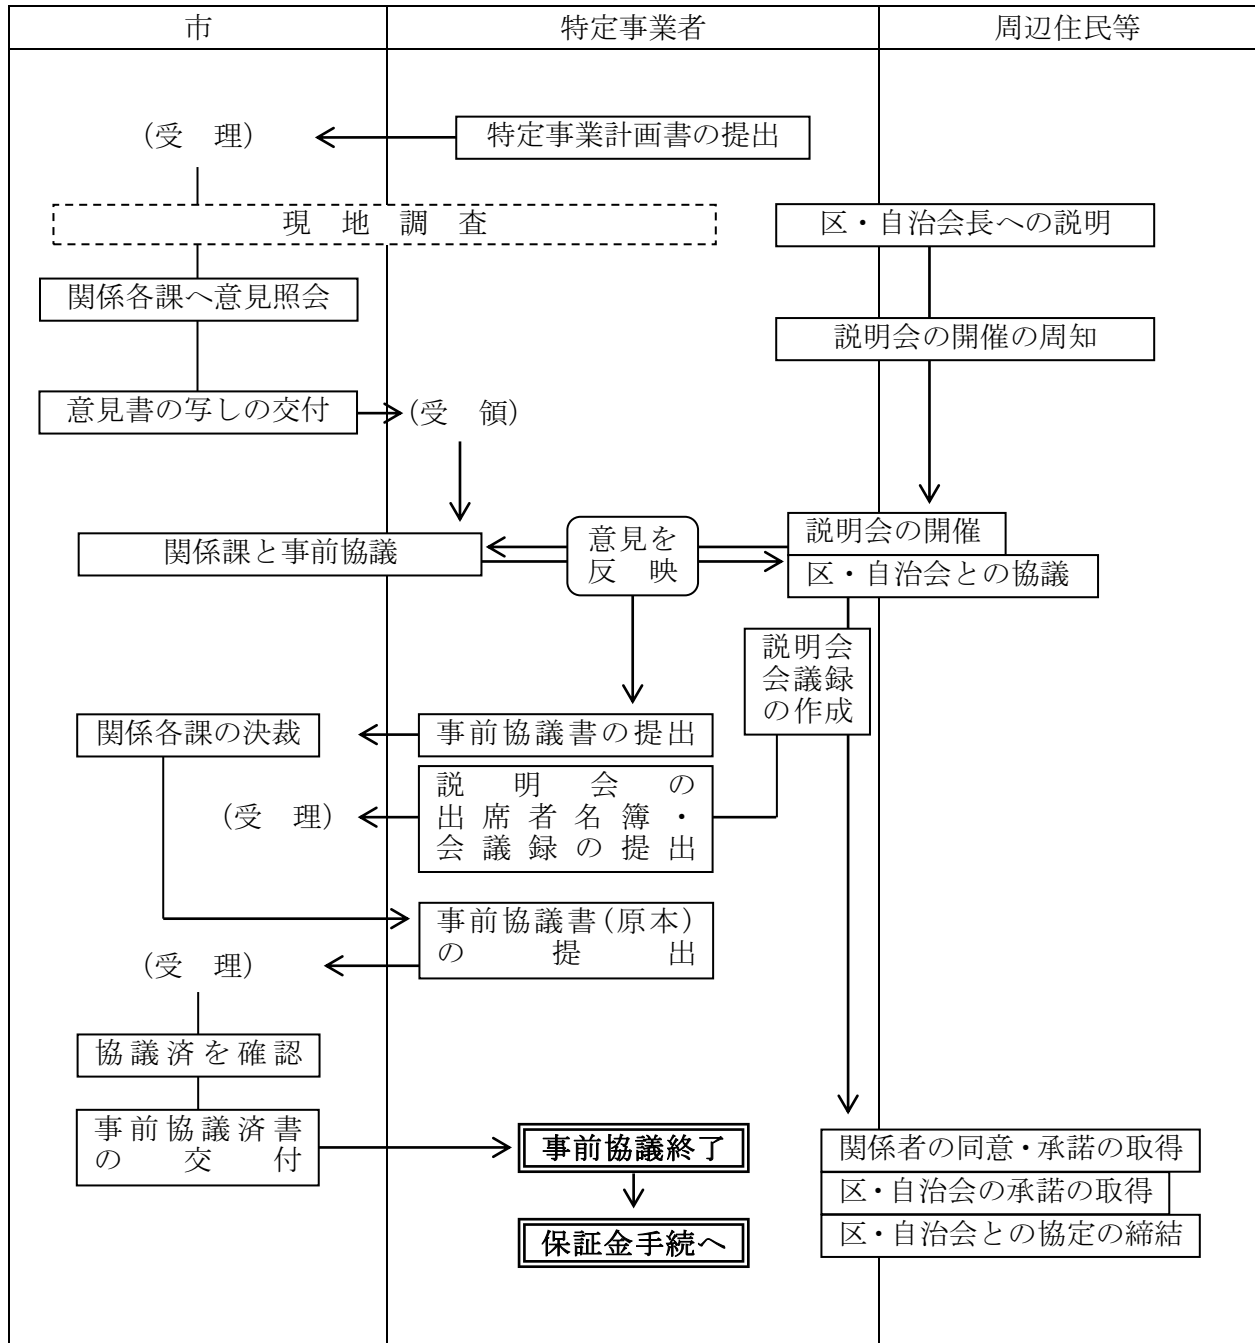 市
特定事業者
周辺住民等
(受 理)
特定事業計画書の提出
現地調査
区・自治会長への説明
関係各課へ意見照会
説明会の開催の周知
意見書の写しの交付
(受 領)
関係課と事前協議
意見を
反映
説明会の開催
区・自治会との協議
説明会
会議録
の作成
関係各課の決裁
事前協議書の提出
(受 理)
説明会の
出席者名簿・
会議録の提出
事前協議書(原本)
の提出
(受 理)
協議済を確認
事前協議済書
の交付
事前協議終了
保証金手続へ
関係者の同意・承諾の取得
区・自治会の承諾の取得
区・自治会との協定の締結